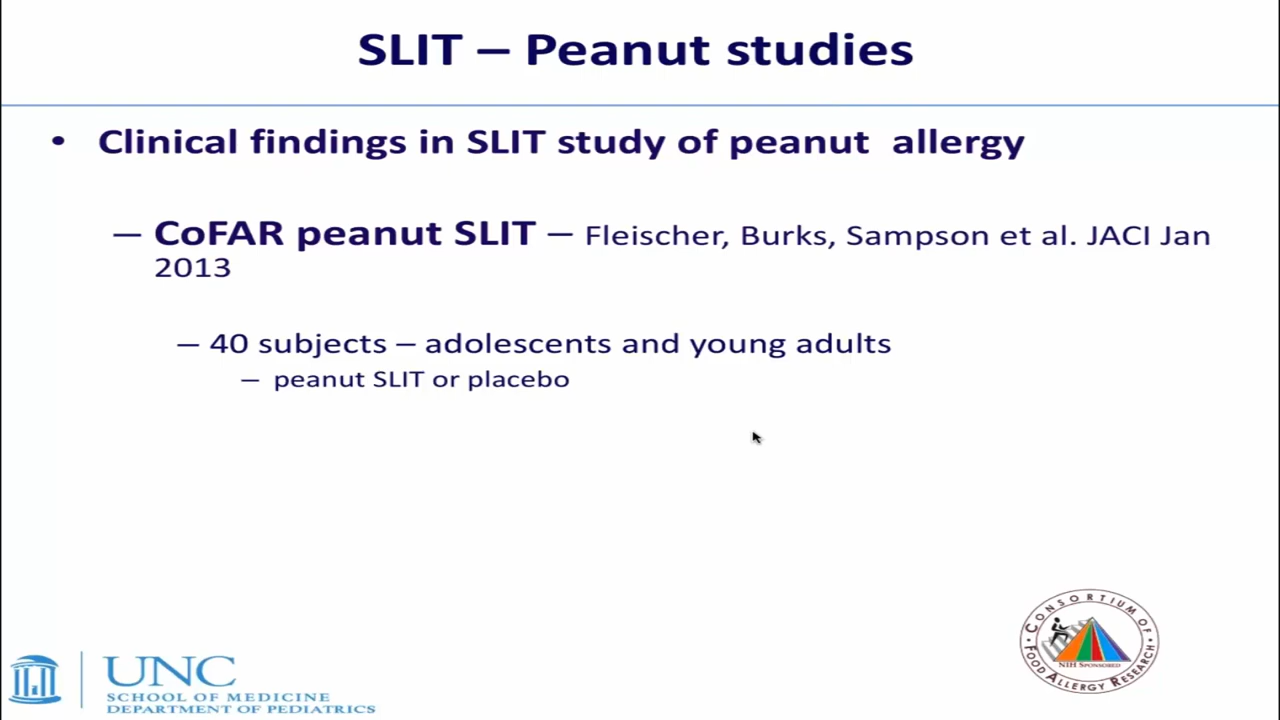 SLIT – Peanut studies
• Clinical findings in SLIT study of peanut  allergy
– CoFAR peanut SLIT – Fleischer, Burks, Sampson et al. JACI Jan
2013
– 40 subjects – adolescents and young adults
– peanut SLIT or placebo
UNC
SCHOOL OF MEDICINE
DEPARTMENT OF PEDIATRICS
CONSORTIUM OF
FOOD ALLERGY RESEARCH
NIH SPONSORED